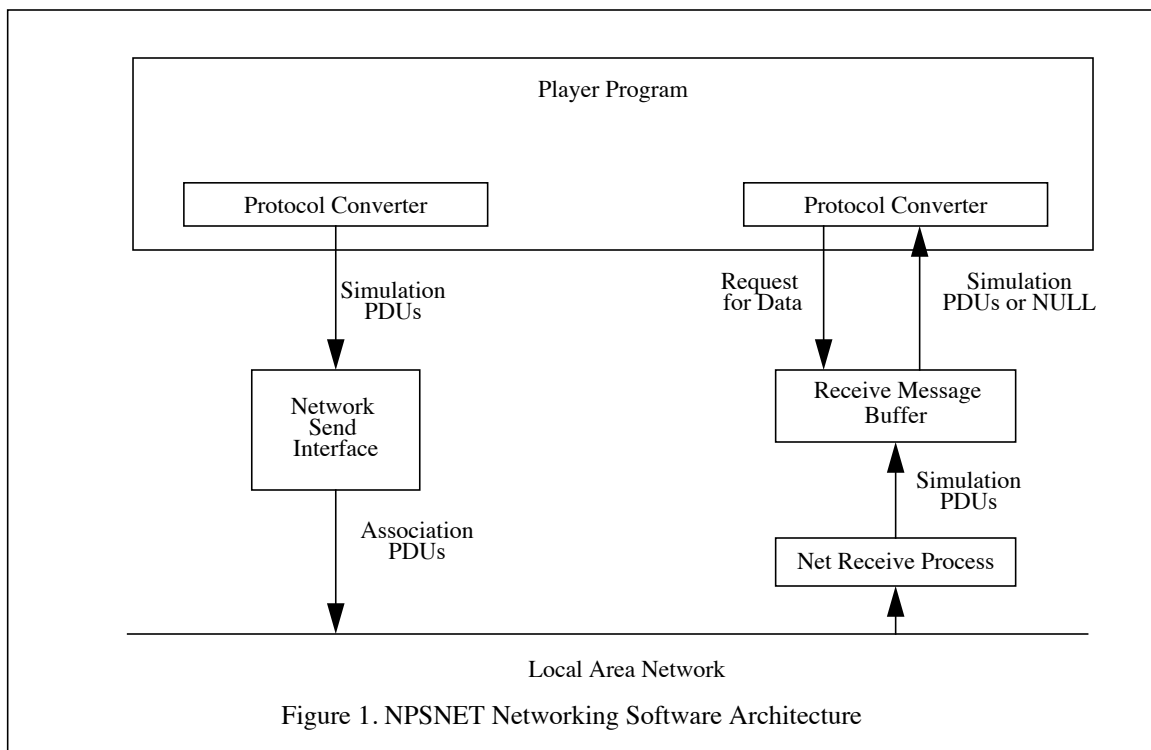 Player Program
Protocol Converter
Protocol Converter
Simulation
PDUs
Request
for Data
Simulation
PDUs or NULL
Network
Send
Interface
Receive Message
Buffer
Simulation
PDUs
Association
PDUs
Net Receive Process
Local Area Network
Figure 1. NPSNET Networking Software Architecture